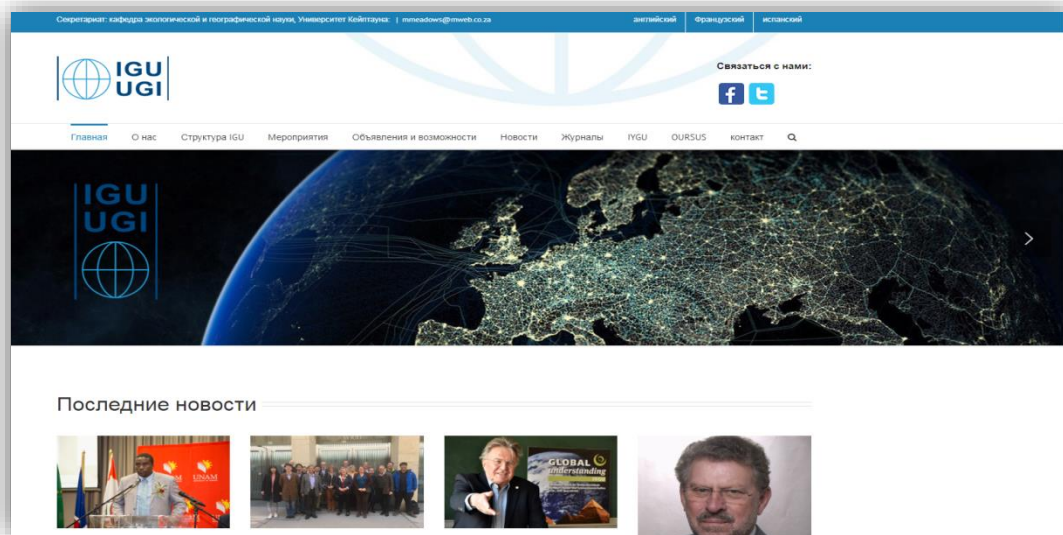 Секретариат: кафедра экологической и географической науки, Университет Кейптауна: | mmeadows@mweb.co.za
английский Французский испанский
IGU
UGI
Связаться с нами:
Главная О нас Структура IGU Мероприятия Объявления и возможности Новости Журналы IYGU OURSUS контакт
IGU
UGI
Последние новости
UNAM
GLOBAL
understanding